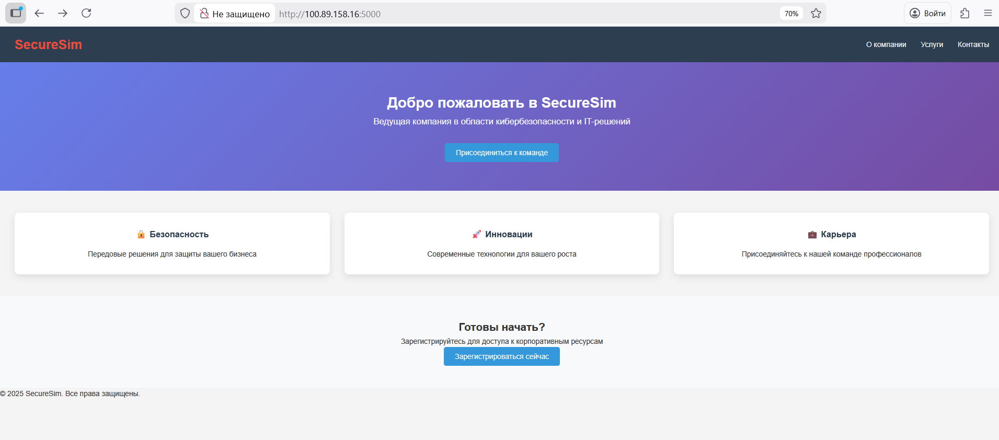 Не защищено
http://100.89.158.16:5000
70%
Войти
SecureSim
О компании
Услуги
Контакты
Добро пожаловать в SecureSim
Ведущая компания в области кибербезопасности и IT-решений
Присоединиться к команде
🔒 Безопасность
Передовые решения для защиты вашего бизнеса
🚀 Инновации
Современные технологии для вашего роста
💼 Карьера
Присоединяйтесь к нашей команде профессионалов
Готовы начать?
Зарегистрируйтесь для доступа к корпоративным ресурсам
Зарегистрироваться сейчас
© 2025 SecureSim. Все права защищены.